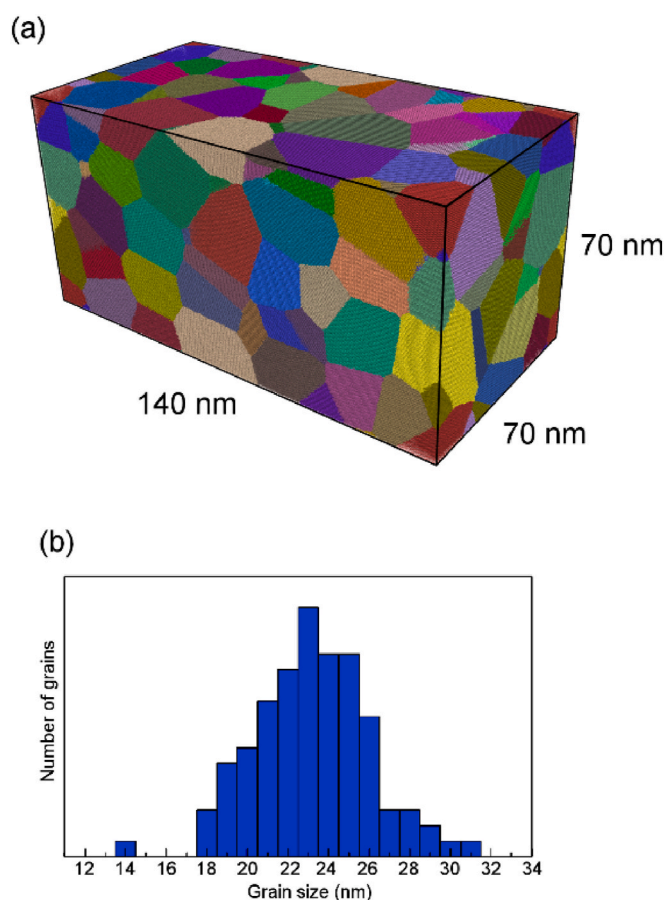 (a)
70 nm
140 nm
70 nm
(b)
Number of grains
12 14 16 18 20 22 24 26 28 30 32 34
Grain size (nm)